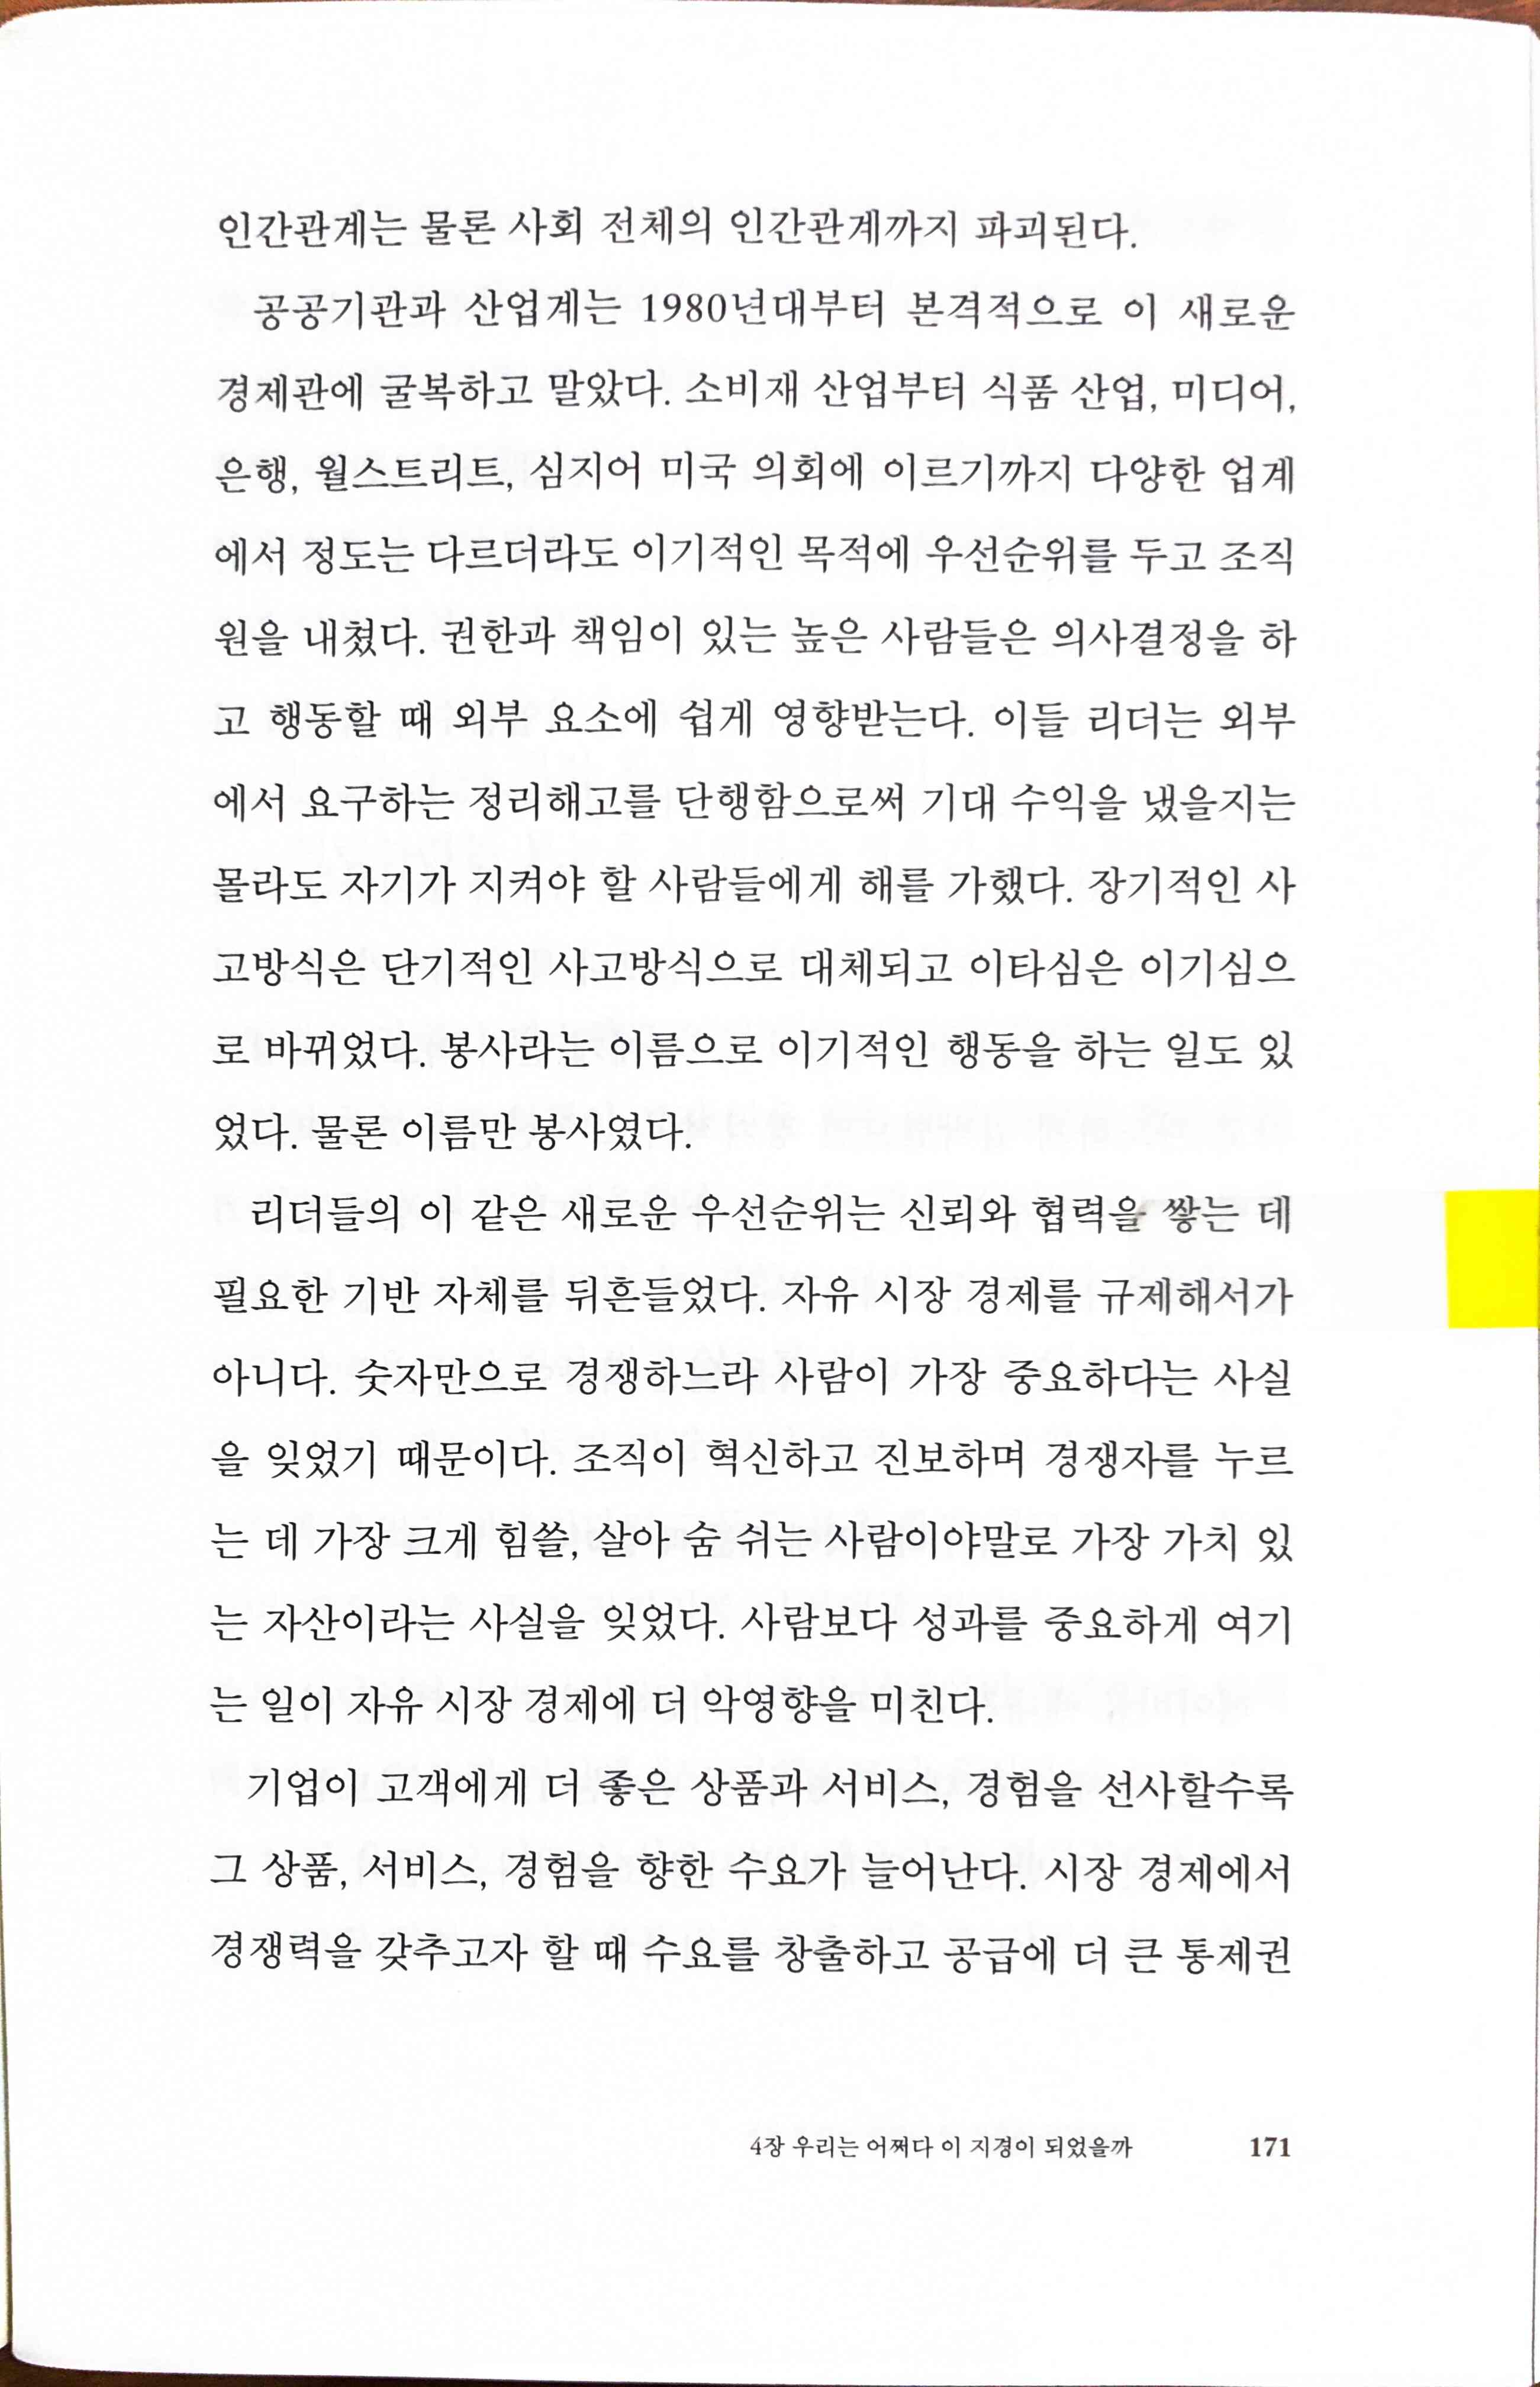 인간관계는 물론 사회 전체의 인간관계까지 파괴된다.
공공기관과 산업계는 1980년대부터 본격적으로 이 새로운
경제관에 굴복하고 말았다. 소비재 산업부터 식품 산업, 미디어,
은행, 월스트리트, 심지어 미국 의회에 이르기까지 다양한 업계
에서 정도는 다르더라도 이기적인 목적에 우선순위를 두고 조직
원을 내쳤다. 권한과 책임이 있는 높은 사람들은 의사결정을 하
고 행동할 때 외부 요소에 쉽게 영향받는다. 이들 리더는 외부
에서 요구하는 정리해고를 단행함으로써 기대 수익을 냈을지는
몰라도 자기가 지켜야 할 사람들에게 해를 가했다. 장기적인 사
고방식은 단기적인 사고방식으로 대체되고 이타심은 이기심으
로 바뀌었다. 봉사라는 이름으로 이기적인 행동을 하는 일도 있
었다. 물론 이름만 봉사였다.
리더들의 이 같은 새로운 우선순위는 신뢰와 협력을 쌓는 데
필요한 기반 자체를 뒤흔들었다. 자유 시장 경제를 규제해서가
아니다. 숫자만으로 경쟁하느라 사람이 가장 중요하다는 사실
을 잊었기 때문이다. 조직이 혁신하고 진보하며 경쟁자를 누르
는 데 가장 크게 힘쓸, 살아 숨 쉬는 사람이야말로 가장 가치 있
는 자산이라는 사실을 잊었다. 사람보다 성과를 중요하게 여기
는 일이 자유 시장 경제에 더 악영향을 미친다.
기업이 고객에게 더 좋은 상품과 서비스, 경험을 선사할수록
그 상품, 서비스, 경험을 향한 수요가 늘어난다. 시장 경제에서
경쟁력을 갖추고자 할 때 수요를 창출하고 공급에 더 큰 통제권
4장 우리는 어쩌다 이 지경이 되었을까 171